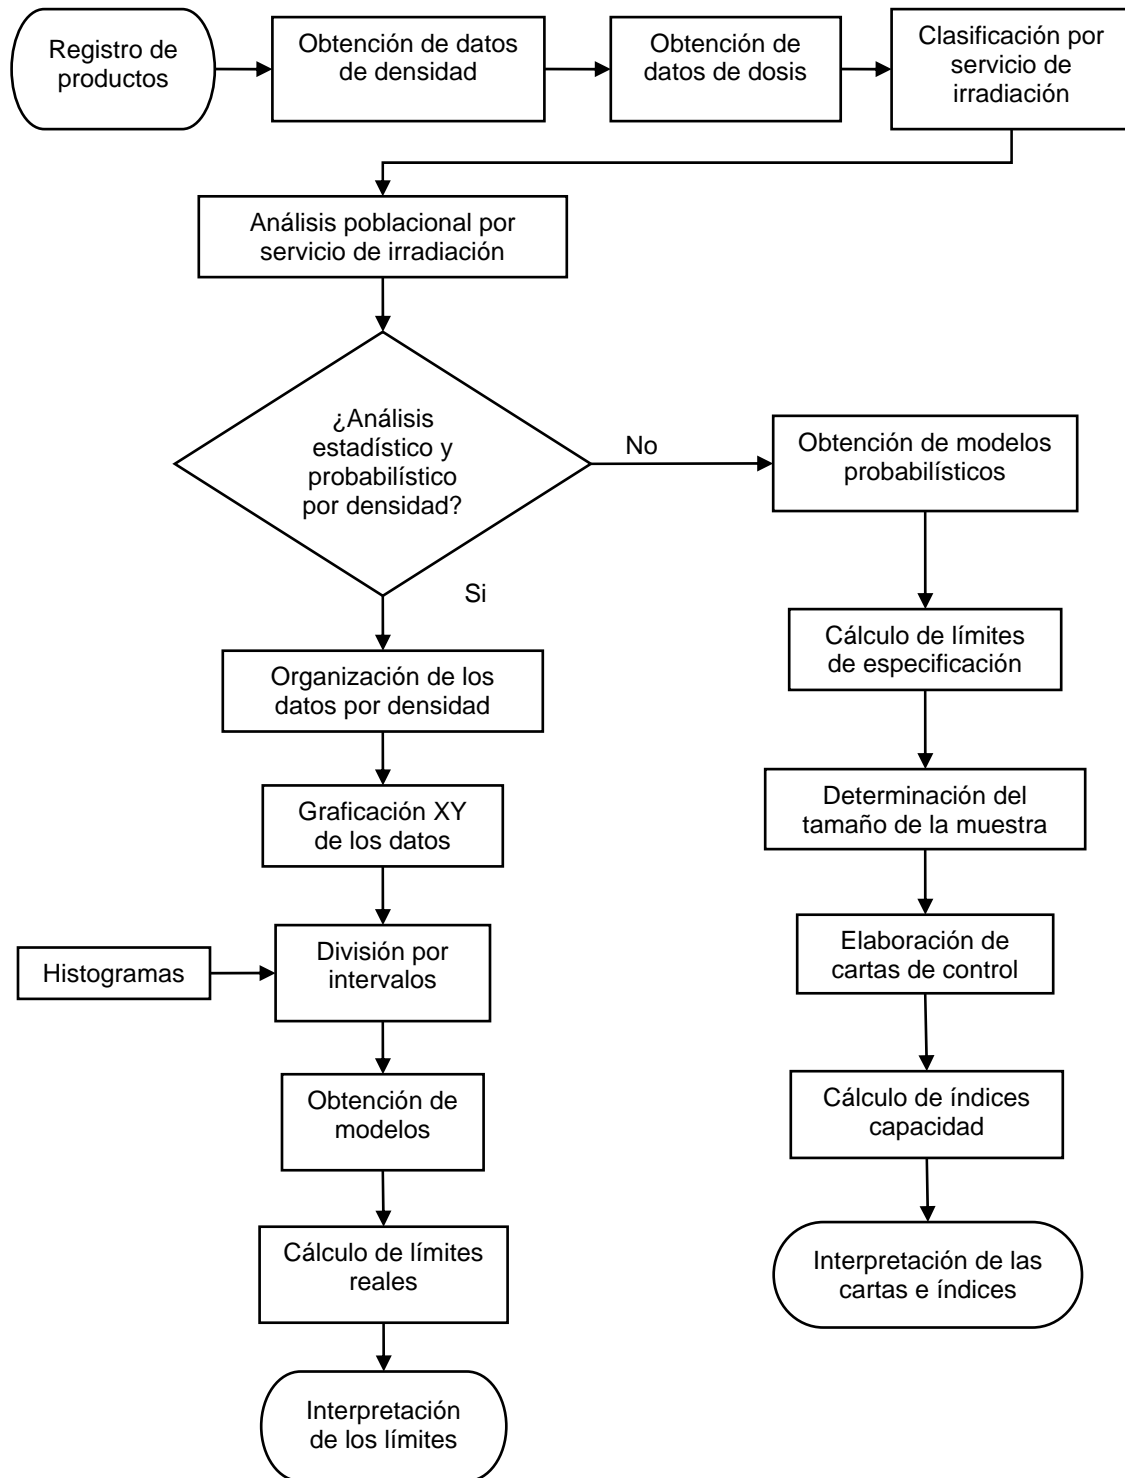 Registro de
productos
Obtención de datos
de densidad
Obtención de
datos de dosis
Clasificación por
servicio de
irradiación
Análisis poblacional por
servicio de irradiación
¿Análisis
estadístico y
probabilístico
por densidad?
No
Si
Obtención de modelos
probabilísticos
Cálculo de límites
de especificación
Determinación del
tamaño de la muestra
Elaboración de
cartas de control
Cálculo de índices
capacidad
Interpretación de las
cartas e índices
Organización de los
datos por densidad
Graficación XY
de los datos
Histogramas
División por
intervalos
Obtención de
modelos
Cálculo de límites
reales
Interpretación
de los límites